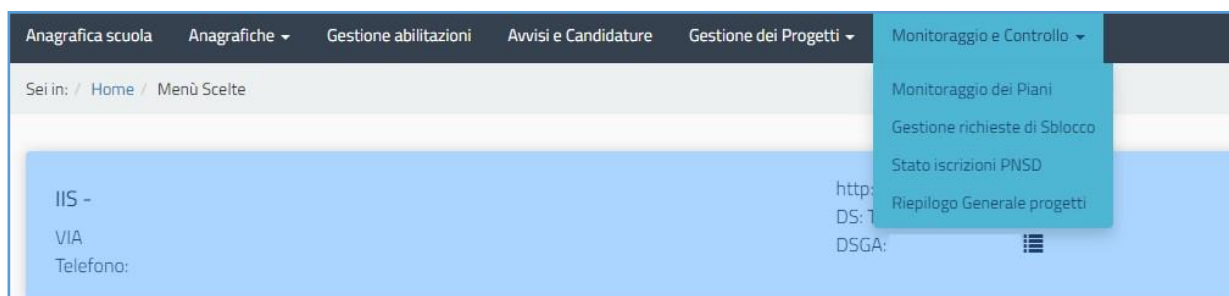 Anagrafica scuola Anagrafiche Gestione abilitazioni Avvisi e Candidature Gestione dei Progetti Monitoraggio e Controllo
Sei in: / Home / Menù Scelte
Monitoraggio dei Piani
Gestione richieste di Sblocco
Stato iscrizioni PNSD
Riepilogo Generale progetti
IIS -
VIA
Telefono:
http:
DS: T
DSGA: